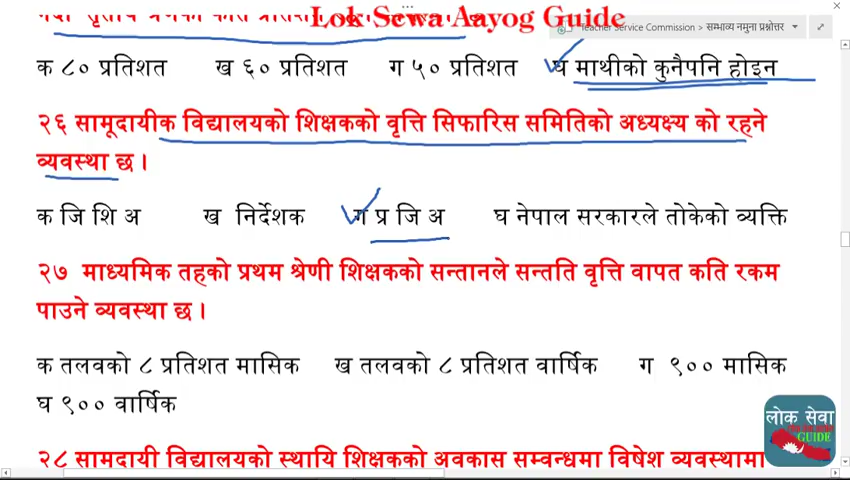 Lok Sewa Aayog Guide
Teacher Service Commission | सम्भाव्य नमुना प्रश्नोत्तर
क ८० प्रतिशत ख ६० प्रतिशत ग ५० प्रतिशत घ माथीको कुनैपनि होइन
२६ सामूदायीक विद्यालयको शिक्षकको वृत्ति सिफारिस समितिको अध्यक्ष्य को रहने
व्यवस्था छ ।
क जि शि अ ख निर्देशक ग प्र जि अ घ नेपाल सरकारले तोकेको व्यक्ति
२७ माध्यमिक तहको प्रथम श्रेणी शिक्षकको सन्तानले सन्तति वृत्ति वापत कति रकम
पाउने व्यवस्था छ ।
क तलवको ८ प्रतिशत मासिक ख तलवको ८ प्रतिशत वार्षिक ग ९०० मासिक
घ ९०० वार्षिक
लोक सेवा
GUIDE
२८ सामदायी विद्यालयको स्थायि शिक्षकको अवकास सम्वन्धमा विषेश व्यवस्थामा